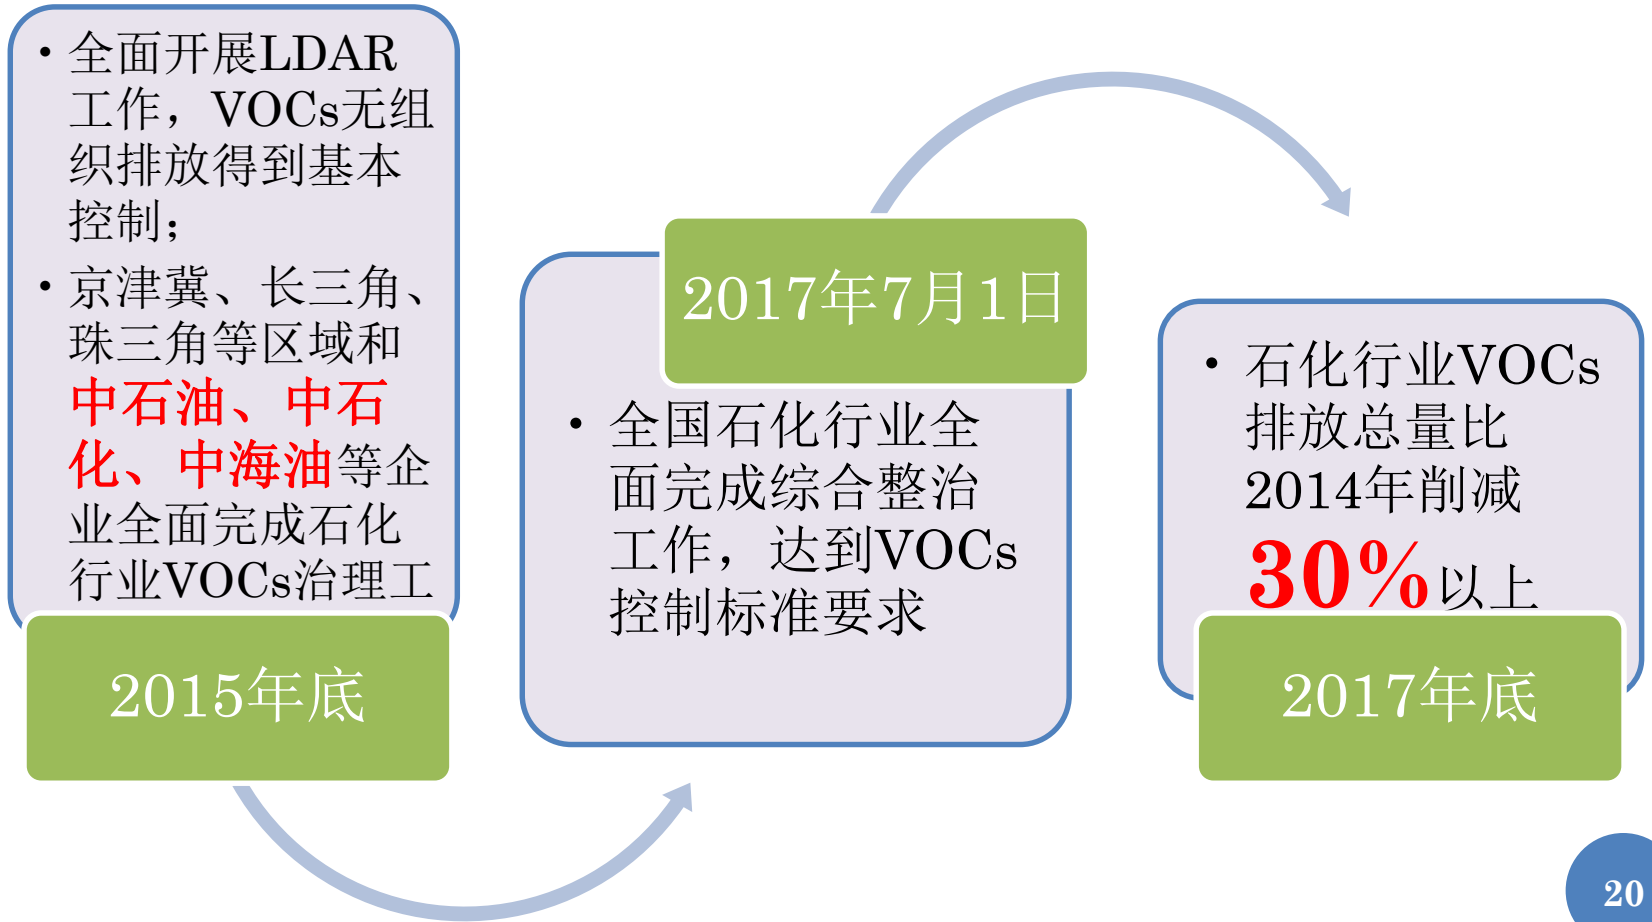 • 全面开展LDAR
工作，VOCs无组
织排放得到基本
控制；
• 京津冀、长三角、
珠三角等区域和
中石油、中石
化、中海油等企
业全面完成石化
行业VOCs治理工
2015年底
2017年7月1日
• 全国石化行业全
面完成综合整治
工作，达到VOCs
控制标准要求
• 石化行业VOCs
排放总量比
2014年削减
30%以上
2017年底
20